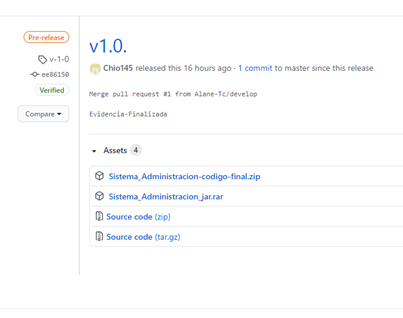 Pre-release
v-1-0
ee86150
Verified
Compare
v1.0.
Chio145 released this 16 hours ago · 1 commit to master since this release
Merge pull request #1 from Alane-Tc/develop
Evidencia-Finalizada
Assets 4
Sistema_Administracion-codigo-final.zip
Sistema_Administracion_jar.rar
Source code (zip)
Source code (tar.gz)